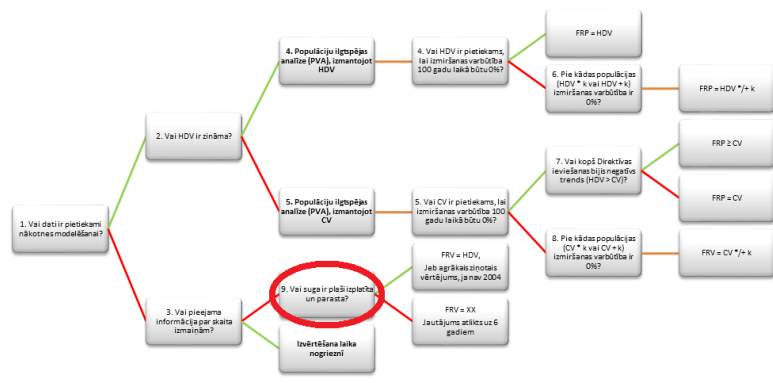 1. Vai dati ir pietiekami
nākotnes modelēšanai?
2. Vai HDV ir zināma?
3. Vai pieejama
informācija par skaita
izmaiņām?
4. Populāciju ilgtspējas
analīze (PVA), izmantojot
HDV
5. Populāciju ilgtspējas
analīze (PVA), izmantojot
CV
9. Vai suga ir plaši izplatīta
un parasta?
Izvērtēšana laika
nogrieznī
4. Vai HDV ir pietiekams,
lai izmiršanas varbūtība
100 gadu laikā būtu 0%?
5. Vai CV ir pietiekams, lai
izmiršanas varbūtība 100
gadu laikā būtu 0%?
FRV = HDV,
Jeb agrākais ziņotais
vērtējums, ja nav 2004
FRV = XX
Jautājums atlikts uz 6
gadiem
FRP = HDV
6. Pie kādas populācijas
(HDV * k vai HDV + k)
izmiršanas varbūtība ir
0%?
7. Vai kopš Direktīvas
ieviešanas bijis negatīvs
trends (HDV > CV)?
8. Pie kādas populācijas
(CV * k vai CV + k)
izmiršanas varbūtība ir
0%?
FRP = HDV */+ k
FRP ≥ CV
FRP = CV
FRV = CV */+ k